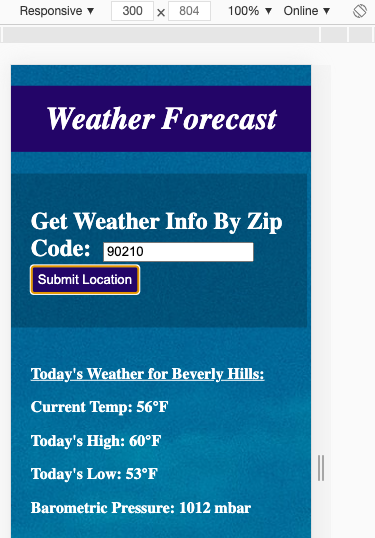 Responsive ▼ 300 × 804 100% ▼ Online ▼
Weather Forecast
Get Weather Info By Zip
Code: 90210
Submit Location
Today's Weather for Beverly Hills:
Current Temp: 56°F
Today's High: 60°F
Today's Low: 53°F
Barometric Pressure: 1012 mbar